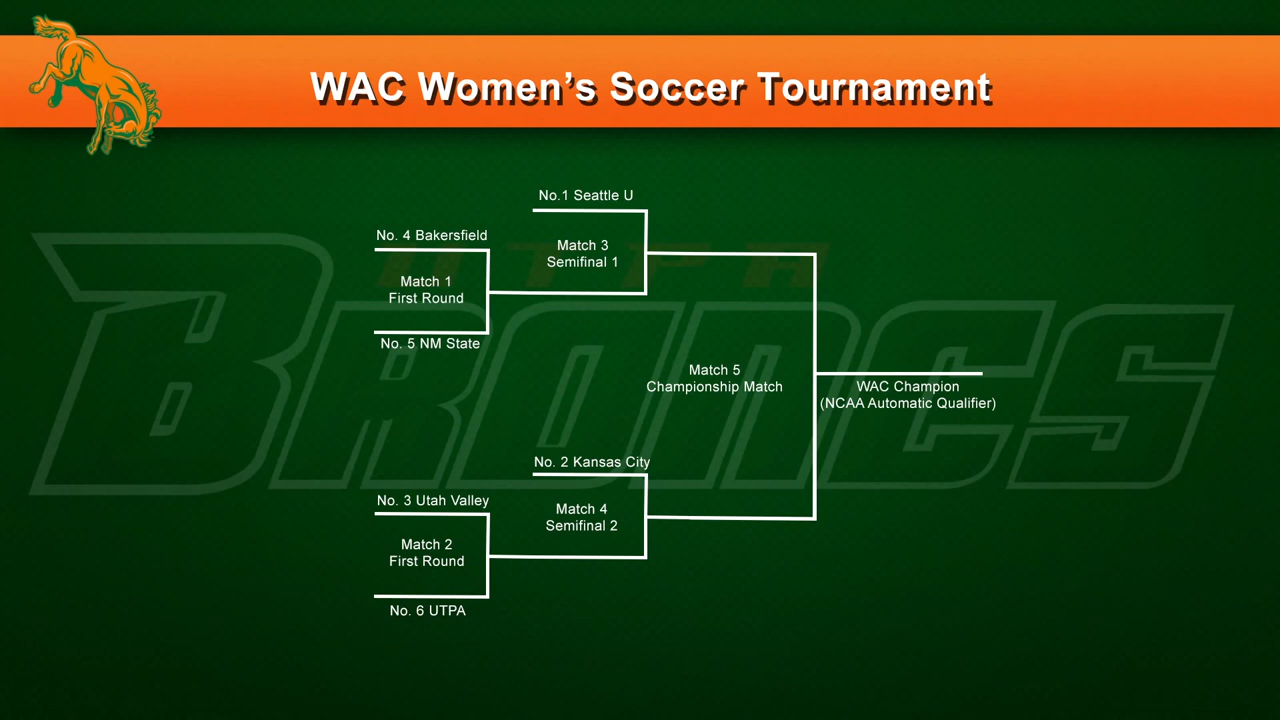 WAC Women's Soccer Tournament
No.1 Seattle U
No. 4 Bakersfield
Match 3
Semifinal 1
UTPA
Match 1
First Round
No. 5 NM State
BRONCS
Match 5
Championship Match
WAC Champion
(NCAA Automatic Qualifier)
No. 2 Kansas City
No. 3 Utah Valley
Match 4
Semifinal 2
Match 2
First Round
No. 6 UTPA